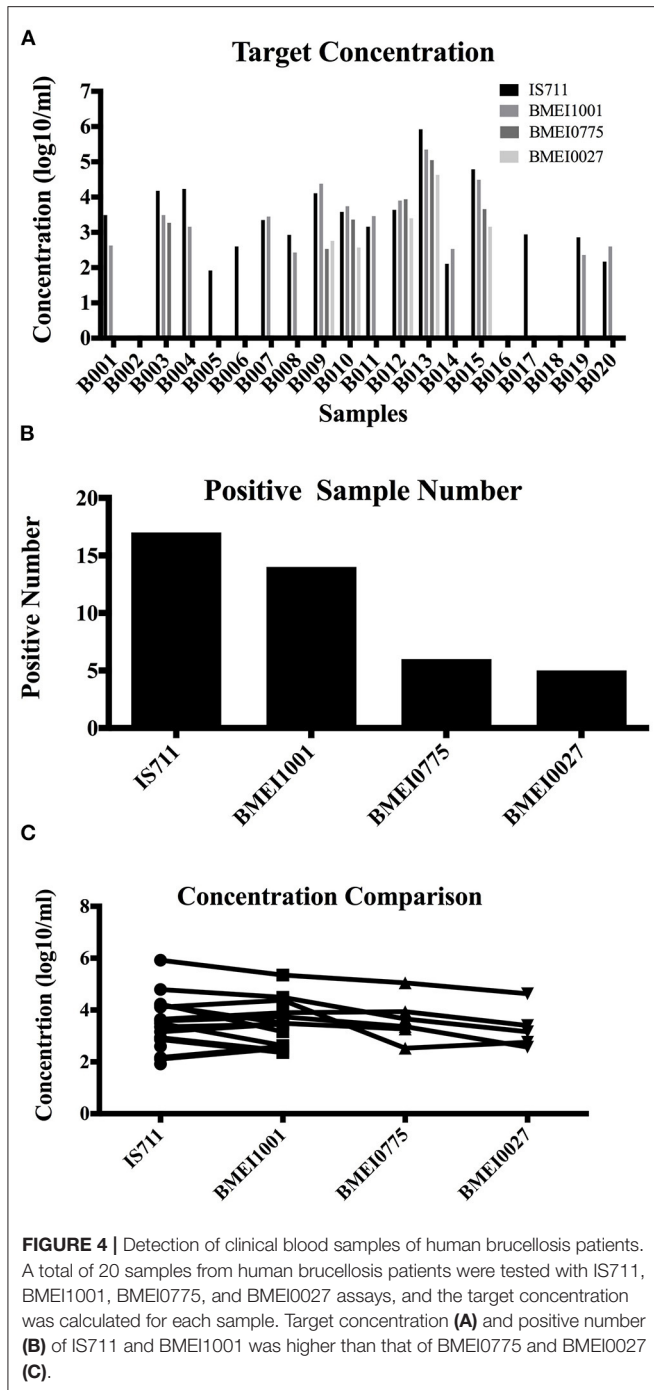 A
Target Concentration
Concentration (log10/ml)
7
6
5
4
3
2
1
0
IS711
BMEI1001
BMEI0775
BMEI0027
B001
B002
B003
B004
B005
B006
B007
B008
B009
B010
B011
B012
B013
B014
B015
B016
B017
B018
B019
B020
Samples
B
Positive Sample Number
Positive Number
20
15
10
5
0
IS711
BMEI1001
BMEI0775
BMEI0027
C
Concentration Comparison
Concentrtion (log10/ml)
8
6
4
2
0
IS711
BMEI1001
BMEI0775
BMEI0027
FIGURE 4 | Detection of clinical blood samples of human brucellosis patients.
A total of 20 samples from human brucellosis patients were tested with IS711,
BMEI1001, BMEI0775, and BMEI0027 assays, and the target concentration
was calculated for each sample. Target concentration (A) and positive number
(B) of IS711 and BMEI1001 was higher than that of BMEI0775 and BMEI0027
(C).